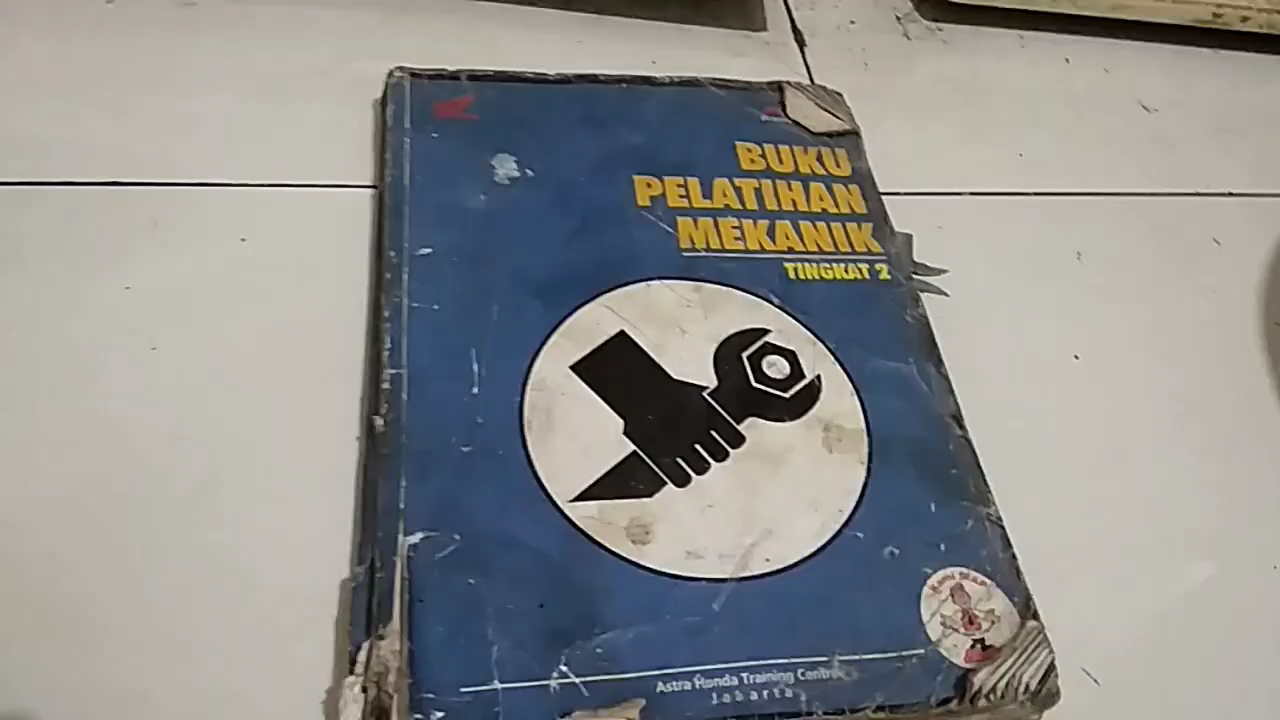 BUKU
PELATIHAN
MEKANIK
TINGKAT 2
Astra Honda Training Centre
Jakarta